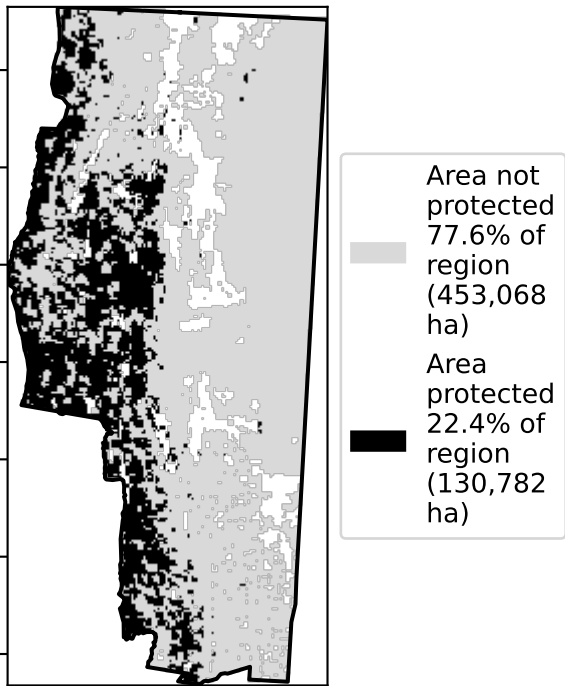 Area not
protected
77.6% of
region
(453,068
ha)
Area
protected
22.4% of
region
(130,782
ha)